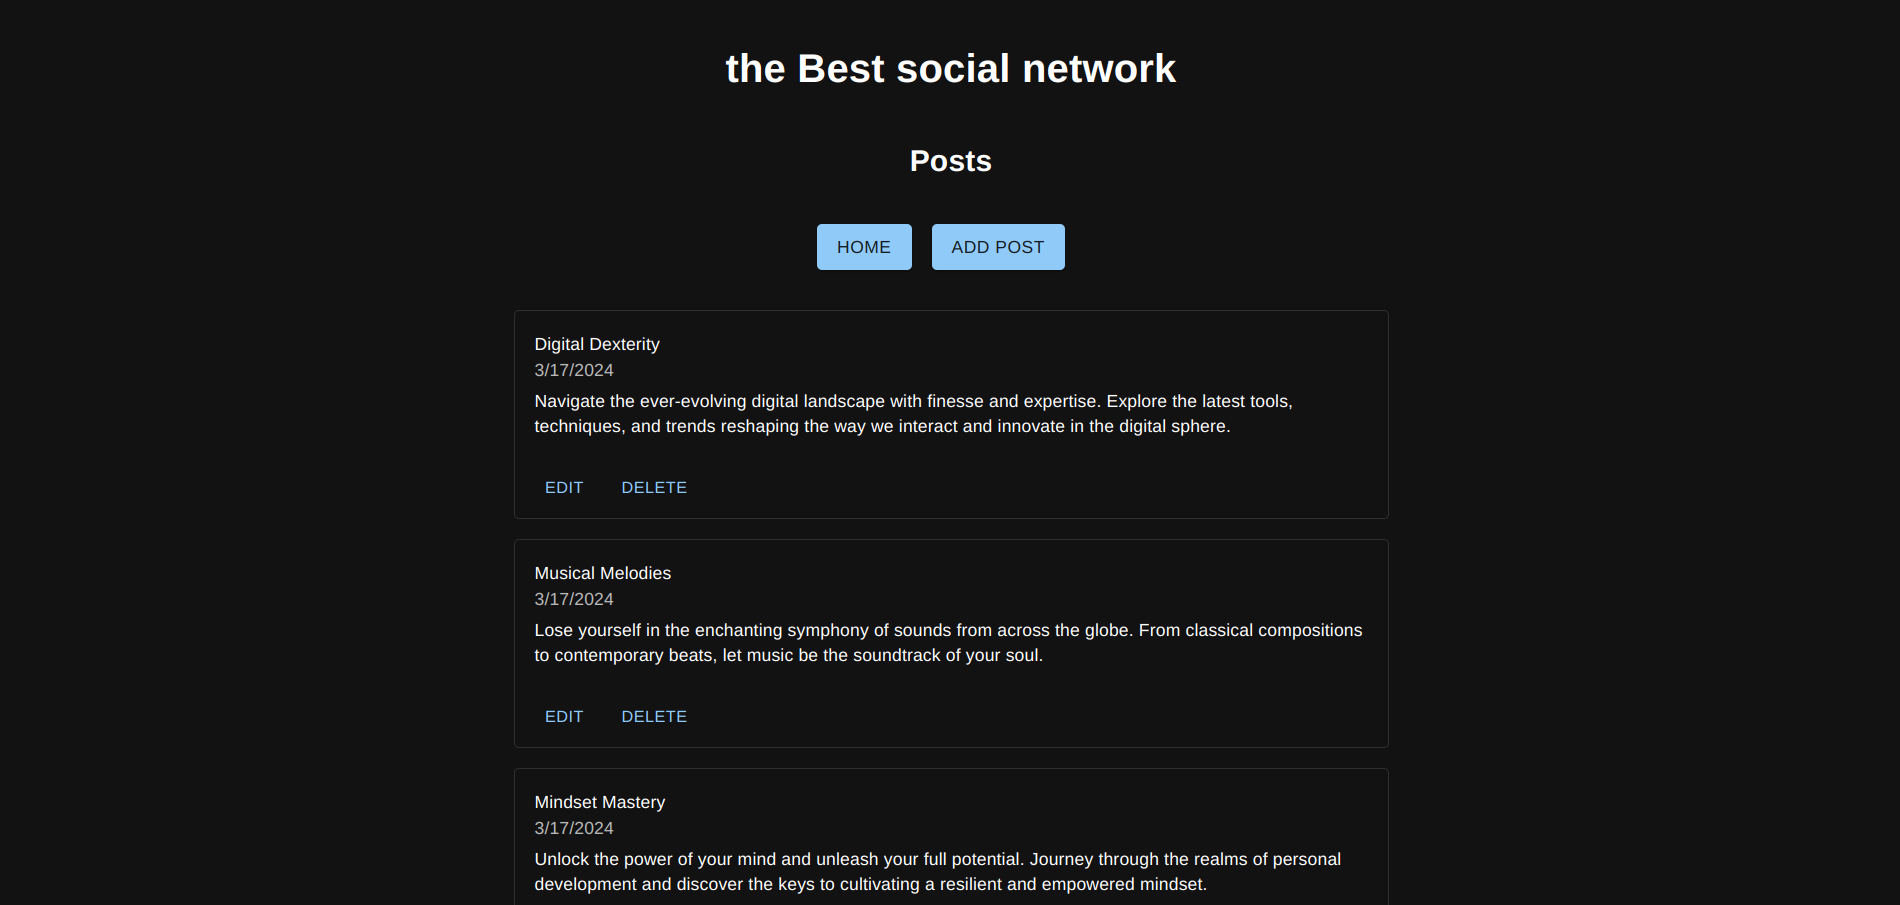 the Best social network
Posts
HOME
ADD POST
Digital Dexterity
3/17/2024
Navigate the ever-evolving digital landscape with finesse and expertise. Explore the latest tools,
techniques, and trends reshaping the way we interact and innovate in the digital sphere.
EDIT
DELETE
Musical Melodies
3/17/2024
Lose yourself in the enchanting symphony of sounds from across the globe. From classical compositions
to contemporary beats, let music be the soundtrack of your soul.
EDIT
DELETE
Mindset Mastery
3/17/2024
Unlock the power of your mind and unleash your full potential. Journey through the realms of personal
development and discover the keys to cultivating a resilient and empowered mindset.